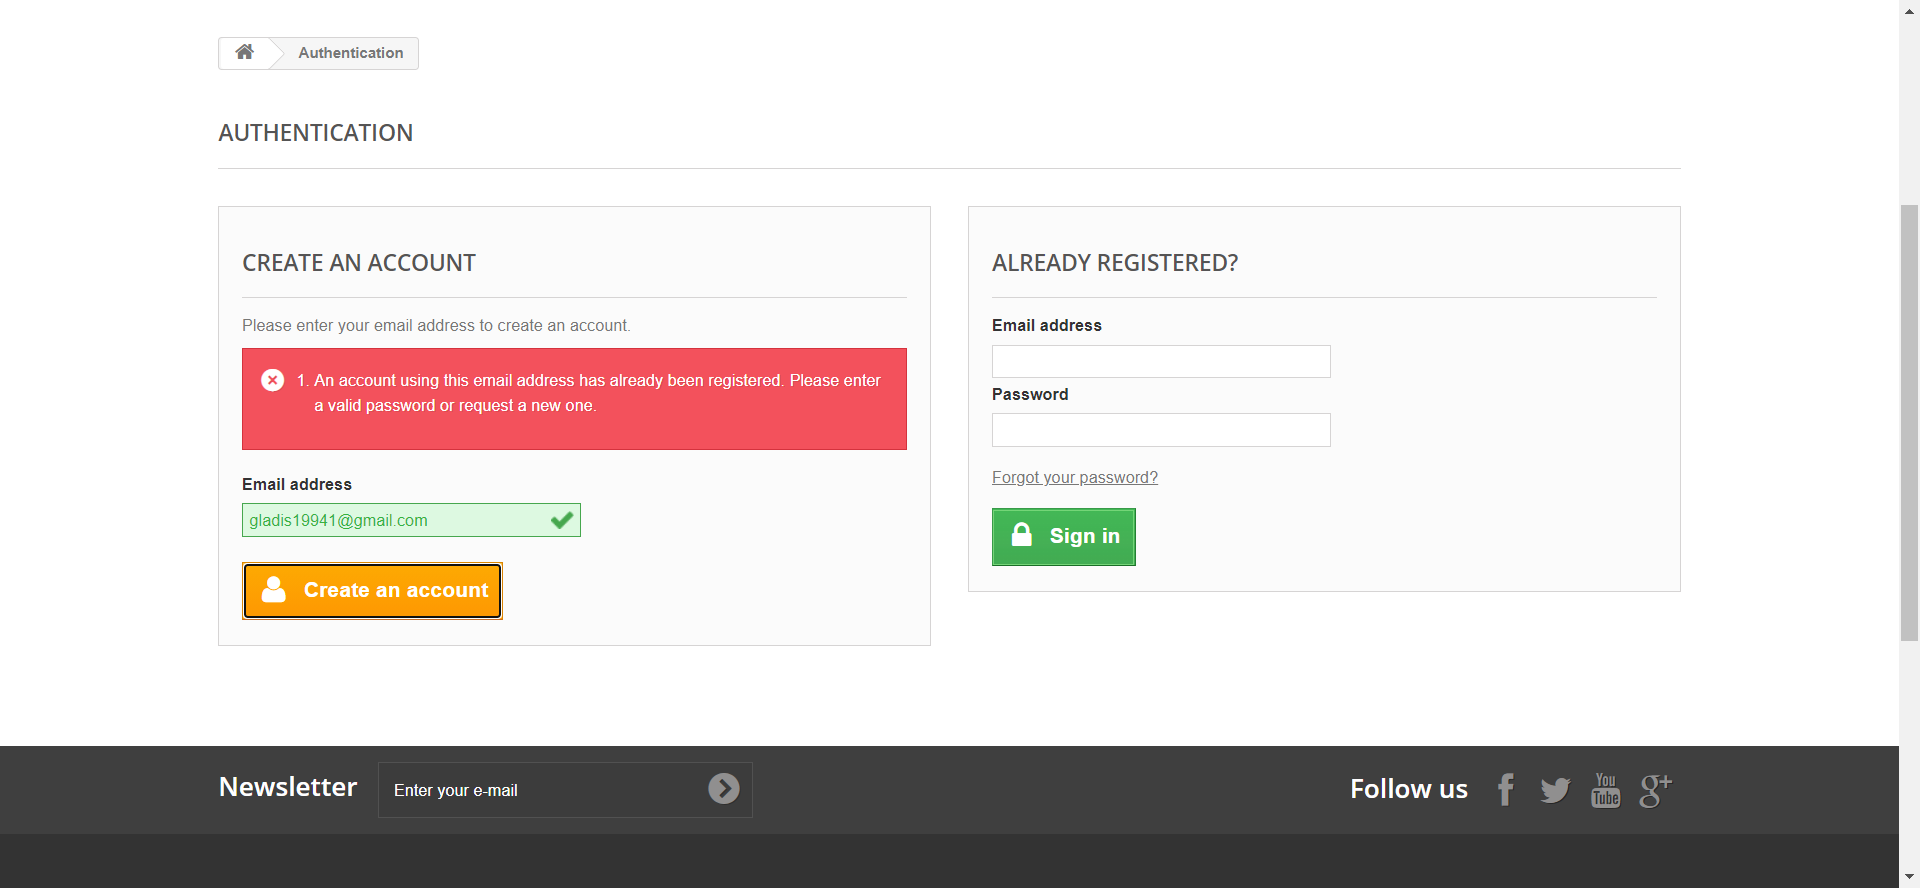 Authentication
AUTHENTICATION
CREATE AN ACCOUNT
Please enter your email address to create an account.
1. An account using this email address has already been registered. Please enter
a valid password or request a new one.
Email address
gladis19941@gmail.com
Create an account
ALREADY REGISTERED?
Email address
Password
Forgot your password?
Sign in
Newsletter
Enter your e-mail
Follow us
You
Tube
g+